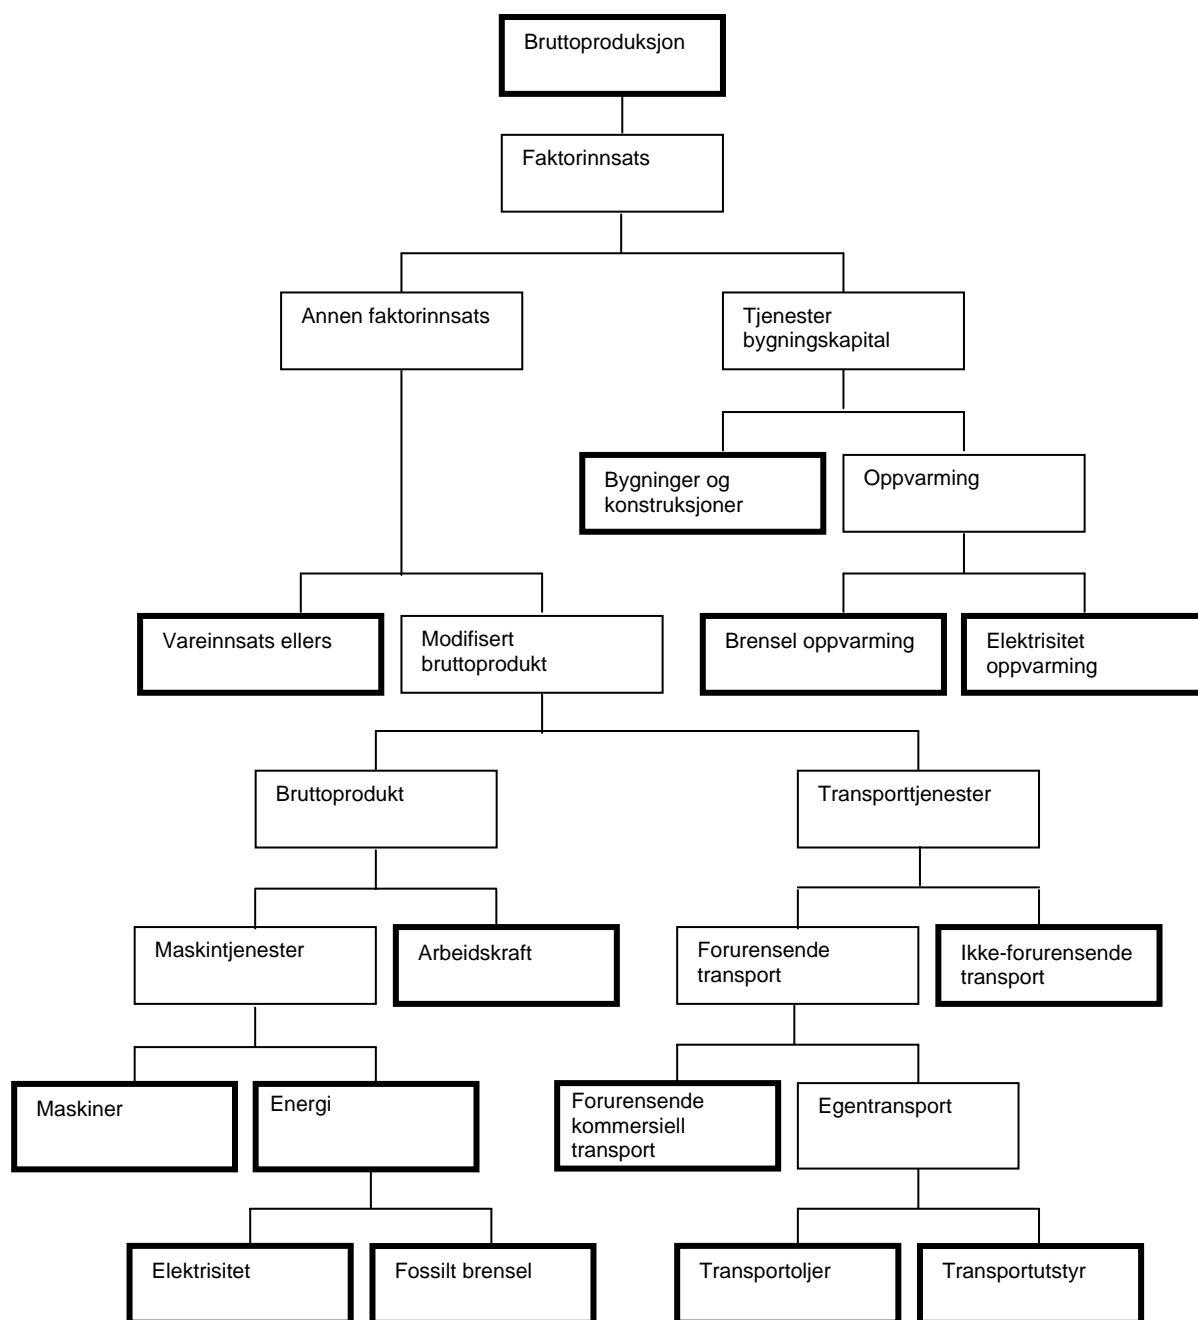 Bruttoproduksjon
Faktorinnsats
Annen faktorinnsats
Tjenester
bygningskapital
Bygninger og
konstruksjoner
Oppvarming
Vareinnsats ellers
Modifisert
bruttoprodukt
Brensel oppvarming
Elektrisitet
oppvarming
Bruttoprodukt
Transporttjenester
Maskintjenester
Arbeidskraft
Forurensende
transport
Ikke-forurensende
transport
Maskiner
Energi
Forurensende
kommersiell
transport
Egentransport
Elektrisitet
Fossilt brensel
Transportoljer
Transportutstyr